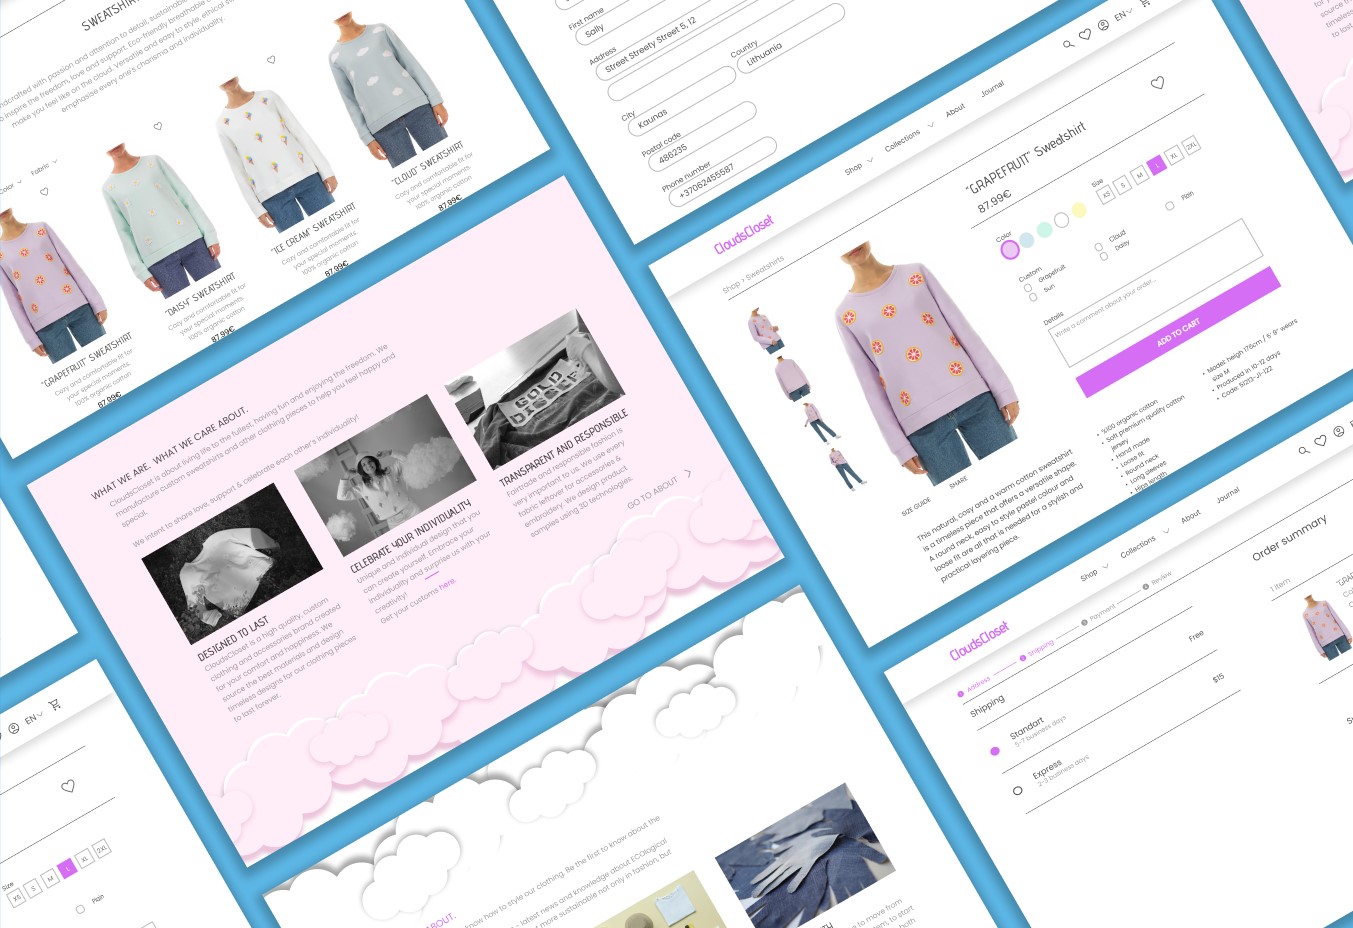 SWEATSHIR
ndcrafted with passion and attention to detail, sustainable
to inspire the freedom, love and support. Eco-friendly breathable
make you feel like on the cloud. Versatile and easy to style, ethical
emphasise every one's charisma and individuality.
Color
Fabric
"GRAPEFRUIT" SWEATSHIRT
Cozy and comfortable fit for
your special moments.
100% organic cotton
87.99€
"DAISY" SWEATSHIRT
Cozy and comfortable fit for
your special moments.
100% organic cotton
87.99€
"ICE CREAM" SWEATSHIRT
Cozy and comfortable fit for
your special moments.
100% organic cotton
87.99€
"CLOUD" SWEATSHIRT
Cozy and comfortable fit for
your special moments.
100% organic cotton
87.99€
First name
Sally
Address
Street Streety Street 5, 12
Country
Lithuania
City
Kaunas
Postal code
486235
Phone number
+37062455587
EN
CloudsCloset
Shop
Collections
About
Journal
Shop > Sweatshirts
"GRAPEFRUIT" Sweatshirt
87.99€
Color
Size
XS
S
M
L
XL
2XL
Custom
Grapefruit
Sun
Cloud
Daisy
Plain
Details
Write a comment about your order...
ADD TO CART
SIZE GUIDE
SHARE
This natural, cosy and a warm cotton sweatshirt
is a timeless piece that offers a versatile shape.
A round neck, easy to style pastel colour and
loose fit are all that is needed for a stylish and
practical layering piece.
• %100 organic cotton
• Soft premium quality cotton
jersey
• Hand made
• Loose fit
• Round neck
• Long sleeves
• Hips length
• Model: heigh 176cm / 5' 9" wears
size M
• Produced in 10-12 days
• Code: 51213-J1-122
WHAT WE ARE. WHAT WE CARE ABOUT.
CloudsCloset is about living life to the fullest, having fun and enjoying the freedom. We
manufacture custom sweatshirts and other clothing pieces to help you feel happy and
special.
We intent to share love, support & celebrate each other's individuality!
DESIGNED TO LAST
CloudsCloset is a high quality, custom
clothing and accessories brand created
for your comfort and happiness. We
source the best materials and design
timeless designs for our clothing pieces
to last forever.
CELEBRATE YOUR INDIVIDUALITY
Unique and individual design that you
can create yourself. Embrace your
individuality and surprise us with your
creativity!
Get your customs here.
GOLD
DISCSF
TRANSPARENT AND RESPONSIBLE
Fairtrade and responsible fashion is
very important to us. We use every
fabric leftover for accessories &
embroidery. We design product
samples using 3D technologies.
GO TO ABOUT
CloudsCloset
Shop
Collections
About
Journal
Address
Shipping
Payment
Review
Shipping
Standart
5-7 business days
Free
Express
2-3 business days
$15
Order summary
1 item
EN
Size
XS
S
M
L
XL
2XL
Plain
ABOUT.
know how to style our clothing. Be the first to know about the
latest news and knowledge about ECOlogical
more sustainable not only in fashion, but
to move from
em, to start
both